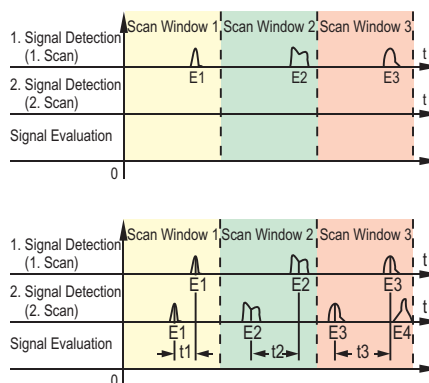 Scan Window 1 Scan Window 2 Scan Window 3
1. Signal Detection
(1. Scan)
t
E1 E2 E3
2. Signal Detection
(2. Scan)
t
Signal Evaluation
0
Scan Window 1 Scan Window 2 Scan Window 3
1. Signal Detection
(1. Scan)
t
E1 E2 E3
2. Signal Detection
(2. Scan)
t
E1 E2 E3 E4
Signal Evaluation
t1 t2 t3
0